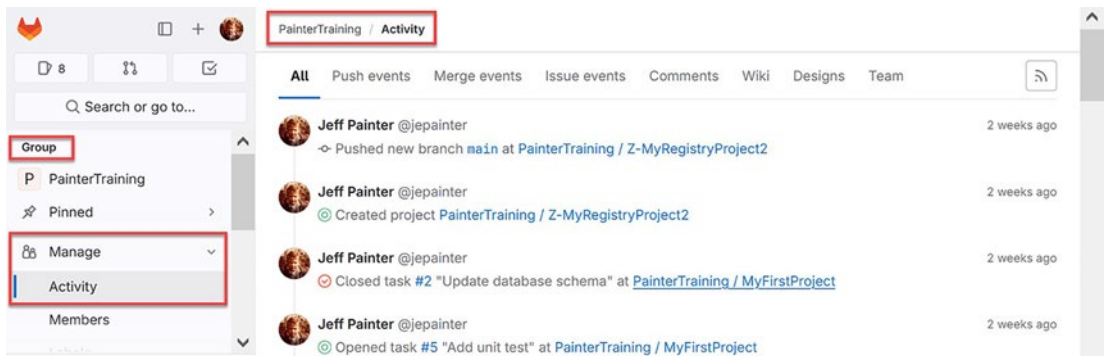 8
Search or go to...
Group
P PainterTraining
Pinned
Manage
Activity
Members
PainterTraining / Activity
All Push events Merge events Issue events Comments Wiki Designs Team
Jeff Painter @jepainter 2 weeks ago
Pushed new branch main at PainterTraining / Z-MyRegistryProject2
Jeff Painter @jepainter 2 weeks ago
Created project PainterTraining / Z-MyRegistryProject2
Jeff Painter @jepainter 2 weeks ago
Closed task #2 "Update database schema" at PainterTraining / MyFirstProject
Jeff Painter @jepainter 2 weeks ago
Opened task #5 "Add unit test" at PainterTraining / MyFirstProject